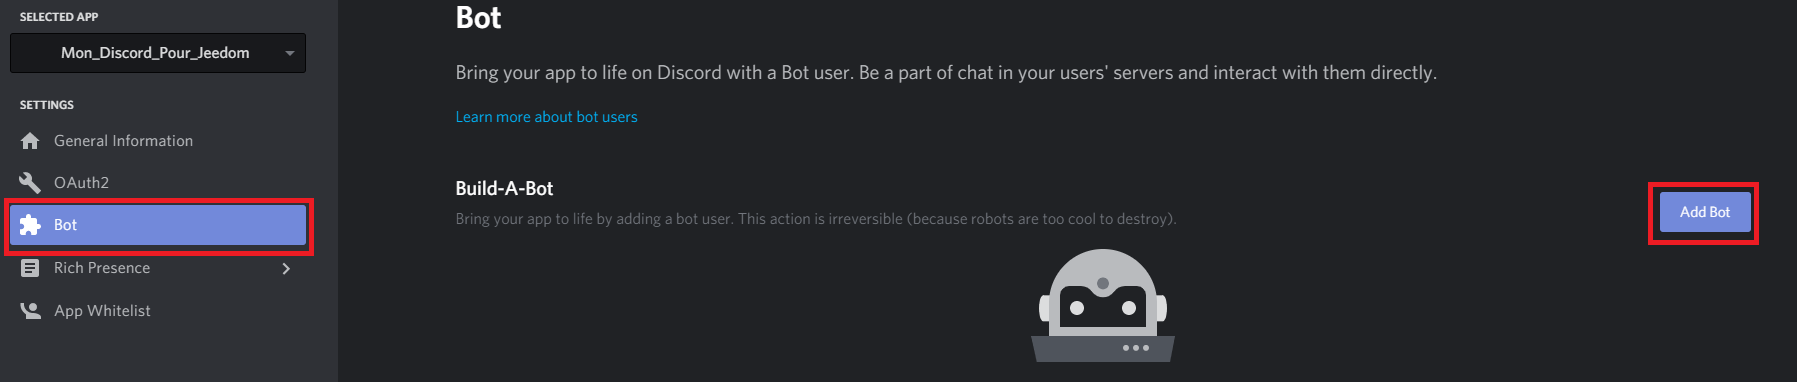 SELECTED APP
Mon_Discord_Pour_Jeedom
SETTINGS
General Information
OAuth2
Bot
Rich Presence
App Whitelist
Bot
Bring your app to life on Discord with a Bot user. Be a part of chat in your users' servers and interact with them directly.
Learn more about bot users
Build-A-Bot
Bring your app to life by adding a bot user. This action is irreversible (because robots are too cool to destroy).
Add Bot